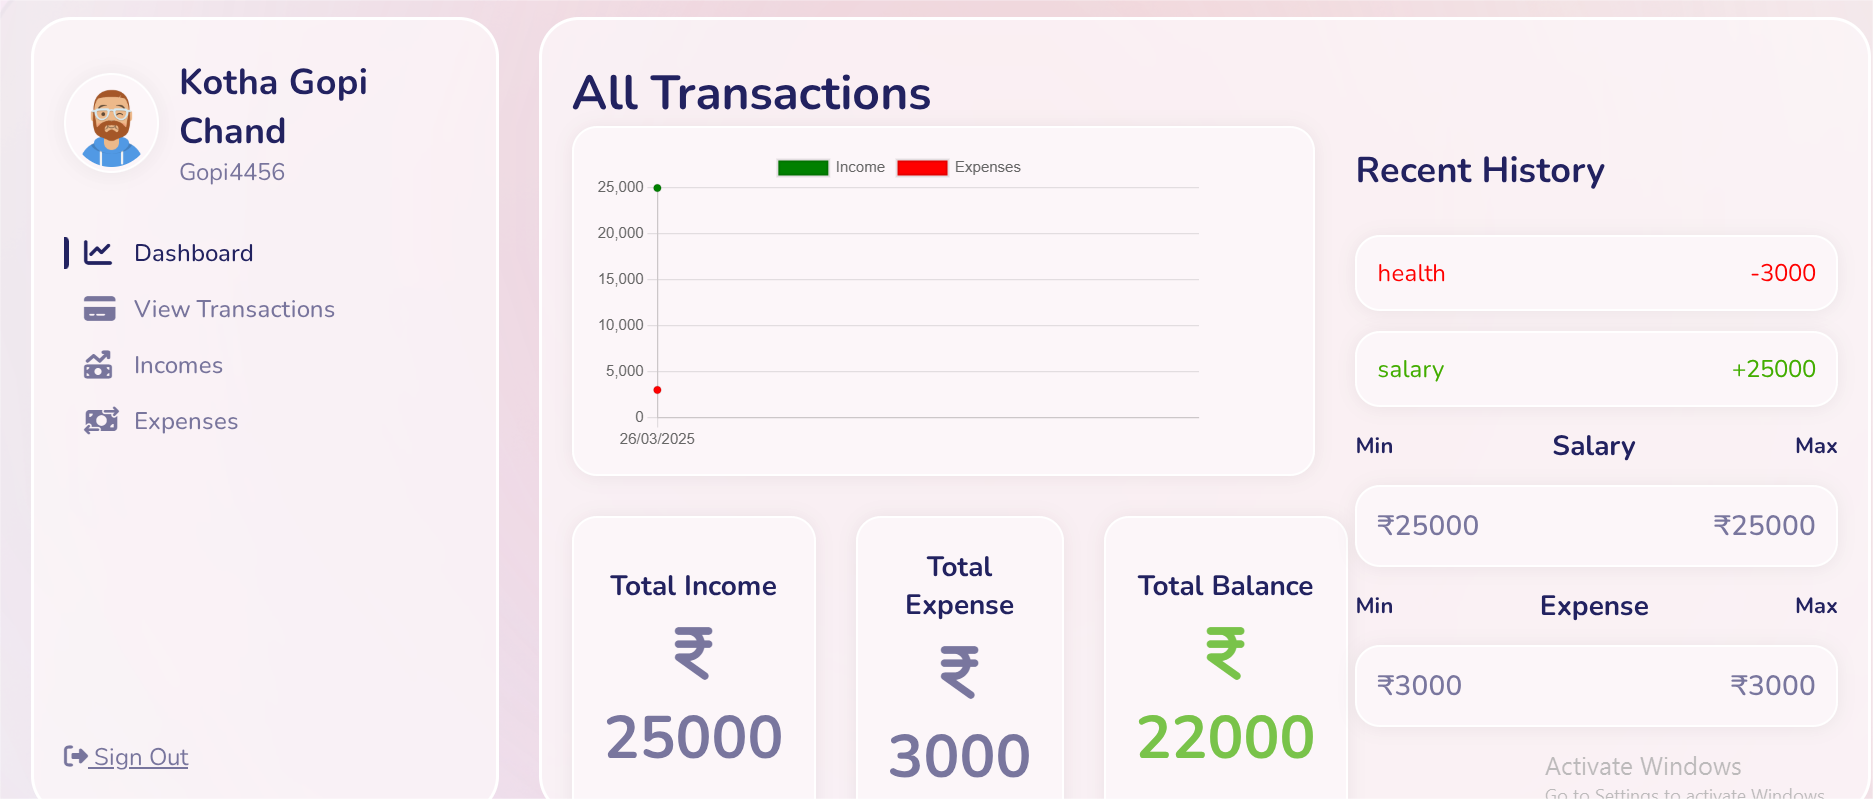 Kotha Gopi
Chand
Gopi4456
Dashboard
View Transactions
Incomes
Expenses
Sign Out
All Transactions
Income Expenses
25,000
20,000
15,000
10,000
5,000
0
26/03/2025
Total Income
₹
25000
Total
Expense
₹
3000
Total Balance
₹
22000
Recent History
health -3000
salary +25000
Min Salary Max
₹25000 ₹25000
Min Expense Max
₹3000 ₹3000
Activate Windows
Go to Settings to activate Windows.